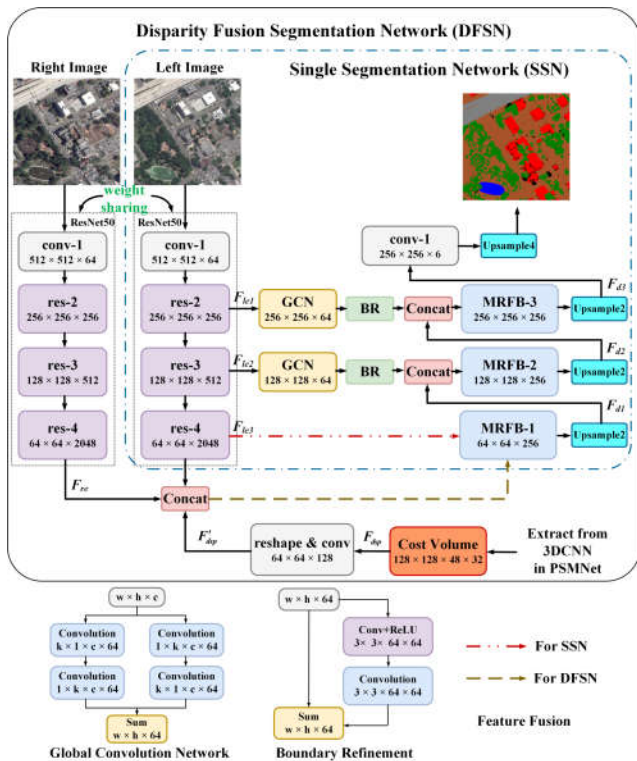 Disparity Fusion Segmentation Network (DFSN)
Right Image
Left Image
Single Segmentation Network (SSN)
weight
sharing
ResNet50
ResNet50
conv-1
512 × 512 × 64
conv-1
512 × 512 × 64
conv-1
256 × 256 × 6
Upsample4
res-2
256 × 256 × 256
res-2
256 × 256 × 256
F_le1
GCN
256 × 256 × 64
BR
Concat
MRFB-3
256 × 256 × 256
Upsample2
F_d3
res-3
128 × 128 × 512
res-3
128 × 128 × 512
F_le2
GCN
128 × 128 × 64
BR
Concat
MRFB-2
128 × 128 × 256
Upsample2
F_d2
res-4
64 × 64 × 2048
res-4
64 × 64 × 2048
F_le3
MRFB-1
64 × 64 × 256
Upsample2
F_d1
F_re
Concat
F'_dsp
reshape & conv
64 × 64 × 128
F_dsp
Cost Volume
128 × 128 × 48 × 32
Extract from
3DCNN
in PSMNet
w × h × c
Convolution
k × 1 × c × 64
Convolution
1 × k × c × 64
Convolution
1 × k × c × 64
Convolution
k × 1 × c × 64
Sum
w × h × 64
Global Convolution Network
w × h × 64
Conv+ReLU
3 × 3 × 64 × 64
Convolution
3 × 3 × 64 × 64
Sum
w × h × 64
Boundary Refinement
For SSN
For DFSN
Feature Fusion